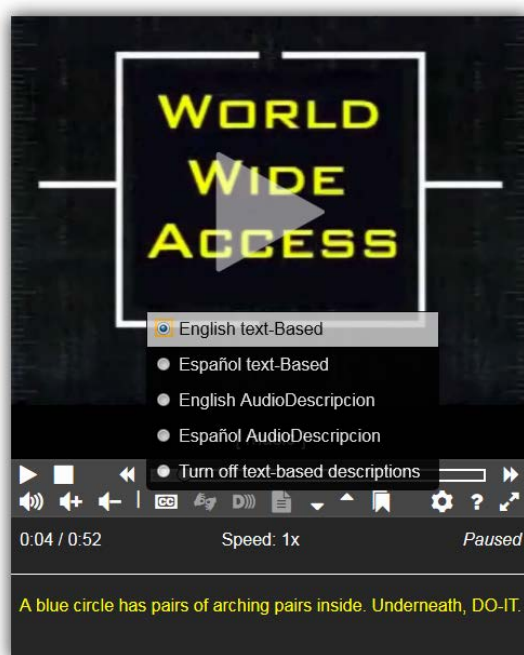 WORLD
WIDE
ACCESS
English text-Based
Español text-Based
English AudioDescripcion
Español AudioDescripcion
Turn off text-based descriptions
CC D ?
0:04 / 0:52 Speed: 1x Paused
A blue circle has pairs of arching pairs inside. Underneath, DO-IT.